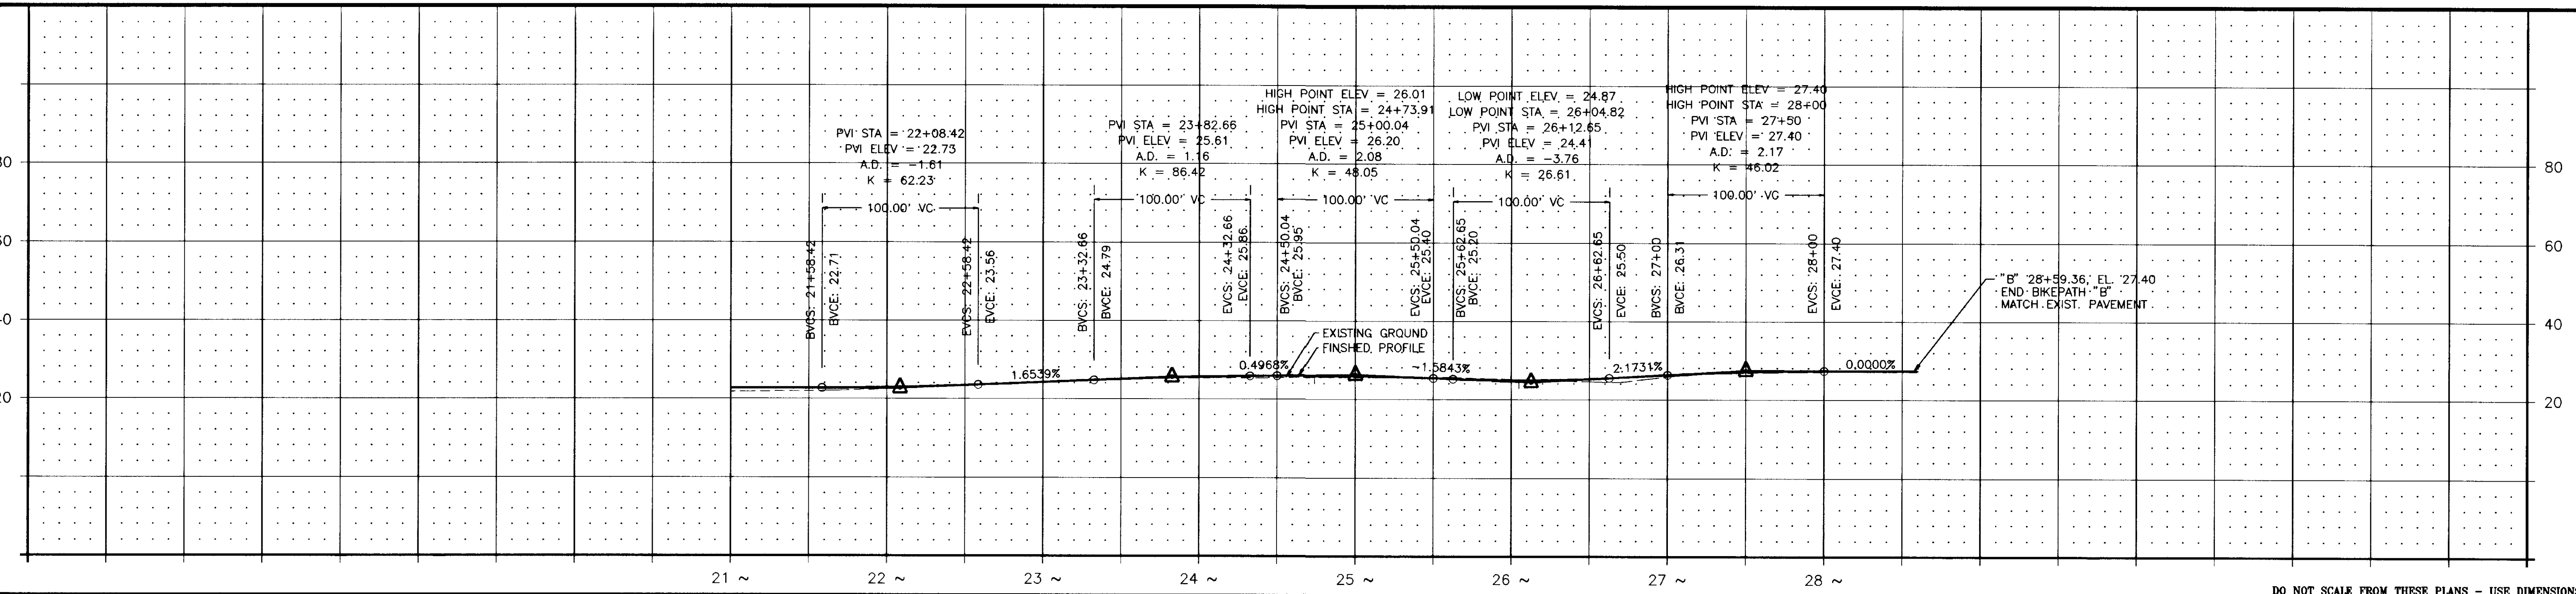 PVI STA = 22+08.42
PVI ELEV = 22.73
A.D. = -1.61
K = 62.23
100.00' VC
BVCS: 21+58.42
BVCE: 22.71
EVCS: 22+58.42
EVCE: 23.56
PVI STA = 23+82.66
PVI ELEV = 25.61
A.D. = 1.16
K = 86.42
100.00' VC
BVCS: 23+32.66
BVCE: 24.79
EVCS: 24+32.66
EVCE: 25.86
HIGH POINT ELEV = 26.01
HIGH POINT STA = 24+73.91
PVI STA = 25+00.04
PVI ELEV = 26.20
A.D. = 2.08
K = 48.05
100.00' VC
BVCS: 24+50.04
BVCE: 25.95
EVCS: 25+50.04
EVCE: 25.40
LOW POINT ELEV = 24.87
LOW POINT STA = 26+04.82
PVI STA = 26+12.65
PVI ELEV = 24.41
A.D. = -3.76
K = 26.61
100.00' VC
BVCS: 25+62.65
BVCE: 25.20
EVCS: 26+62.65
EVCE: 25.50
HIGH POINT ELEV = 27.40
HIGH POINT STA = 28+00
PVI STA = 27+50
PVI ELEV = 27.40
A.D. = 2.17
K = 46.02
100.00' VC
BVCS: 27+00
BVCE: 26.31
EVCS: 28+00
EVCE: 27.40
"B" 28+59.36, EL. 27.40
END BIKEPATH "B"
MATCH EXIST. PAVEMENT
EXISTING GROUND
FINSHED PROFILE
1.6539%
0.4968%
-1.5843%
2.1731%
0.0000%
80
60
40
20
80
60
40
20
21 ~ 22 ~ 23 ~ 24 ~ 25 ~ 26 ~ 27 ~ 28 ~
DO NOT SCALE FROM THESE PLANS - USE DIMENSION